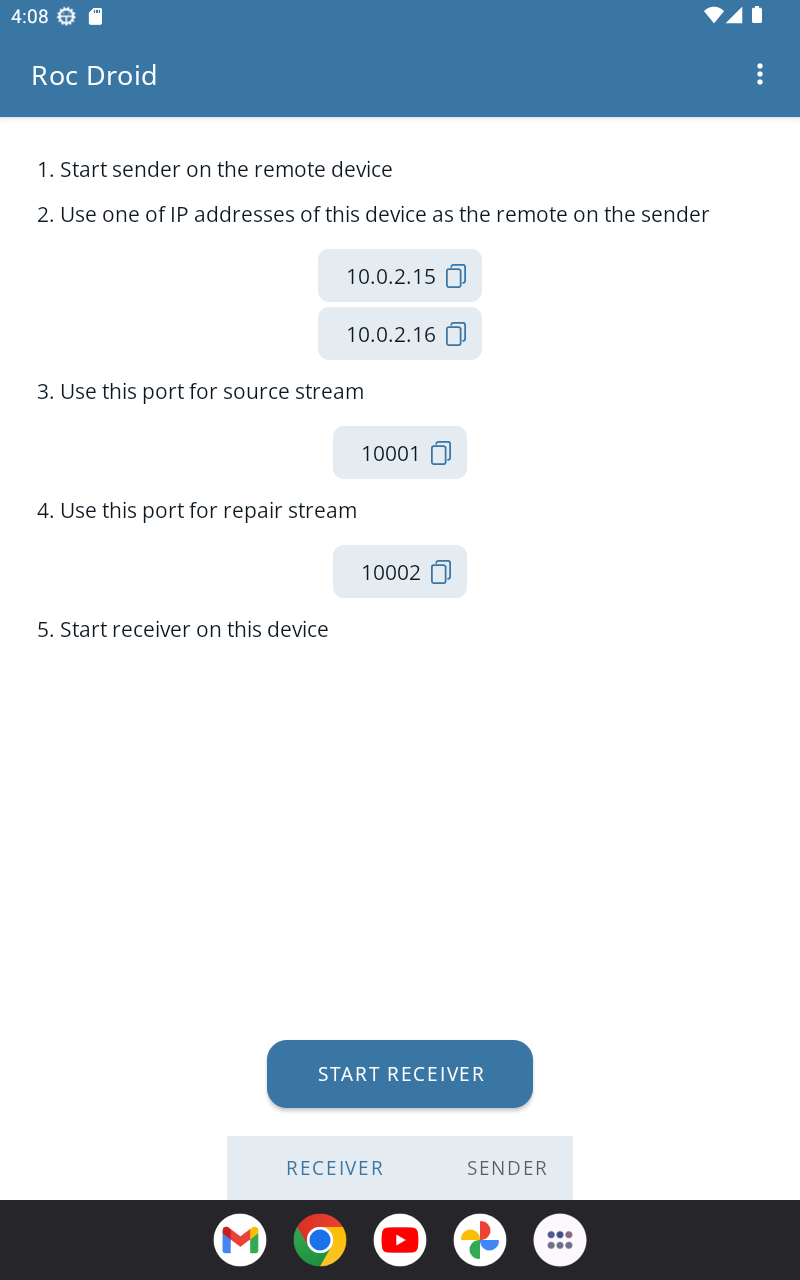 4:08
Roc Droid
1. Start sender on the remote device
2. Use one of IP addresses of this device as the remote on the sender
10.0.2.15
10.0.2.16
3. Use this port for source stream
10001
4. Use this port for repair stream
10002
5. Start receiver on this device
START RECEIVER
RECEIVER SENDER